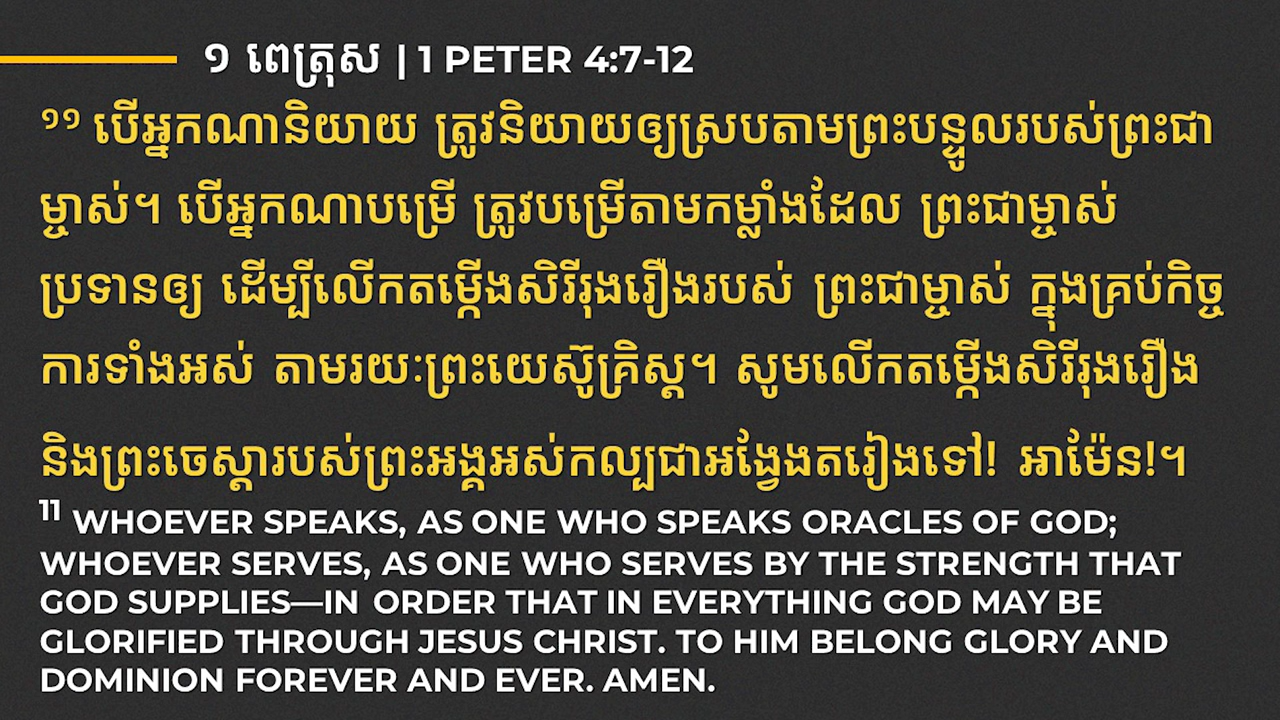 ១ ពេត្រុស | 1 PETER 4:7-12
¹¹ បើអ្នកណានិយាយ ត្រូវនិយាយឲ្យស្របតាមព្រះបន្ទូលរបស់ព្រះជា
ម្ចាស់។ បើអ្នកណាបម្រើ ត្រូវបម្រើតាមកម្លាំងដែល ព្រះជាម្ចាស់
ប្រទានឲ្យ ដើម្បីលើកតម្កើងសិរីរុងរឿងរបស់ ព្រះជាម្ចាស់ ក្នុងគ្រប់កិច្ច
ការទាំងអស់ តាមរយៈព្រះយេស៊ូគ្រិស្ត។ សូមលើកតម្កើងសិរីរុងរឿង
និងព្រះចេស្ដារបស់ព្រះអង្គអស់កល្បជាអង្វែងតរៀងទៅ! អាម៉ែន!។
11 WHOEVER SPEAKS, AS ONE WHO SPEAKS ORACLES OF GOD;
WHOEVER SERVES, AS ONE WHO SERVES BY THE STRENGTH THAT
GOD SUPPLIES—IN ORDER THAT IN EVERYTHING GOD MAY BE
GLORIFIED THROUGH JESUS CHRIST. TO HIM BELONG GLORY AND
DOMINION FOREVER AND EVER. AMEN.